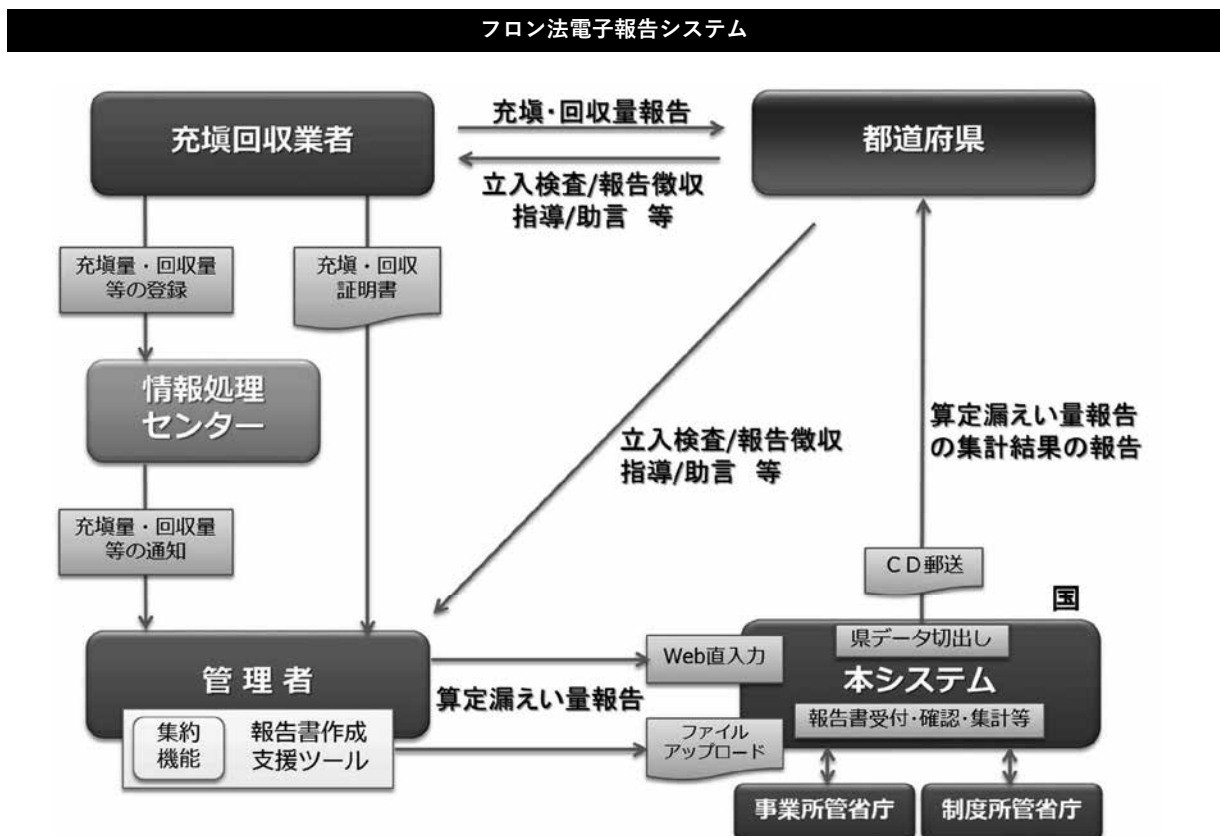 フロン法電子報告システム
充塡回収業者
充塡・回収量報告
都道府県
立入検査/報告徴収
指導/助言 等
充塡量・回収量
等の登録
充塡・回収
証明書
情報処理
センター
立入検査/報告徴収
指導/助言 等
算定漏えい量報告
の集計結果の報告
充塡量・回収量
等の通知
CD郵送
国
管理者
Web直入力
県データ切出し
本システム
算定漏えい量報告
報告書受付・確認・集計等
集約
機能
報告書作成
支援ツール
ファイル
アップロード
事業所管省庁
制度所管省庁